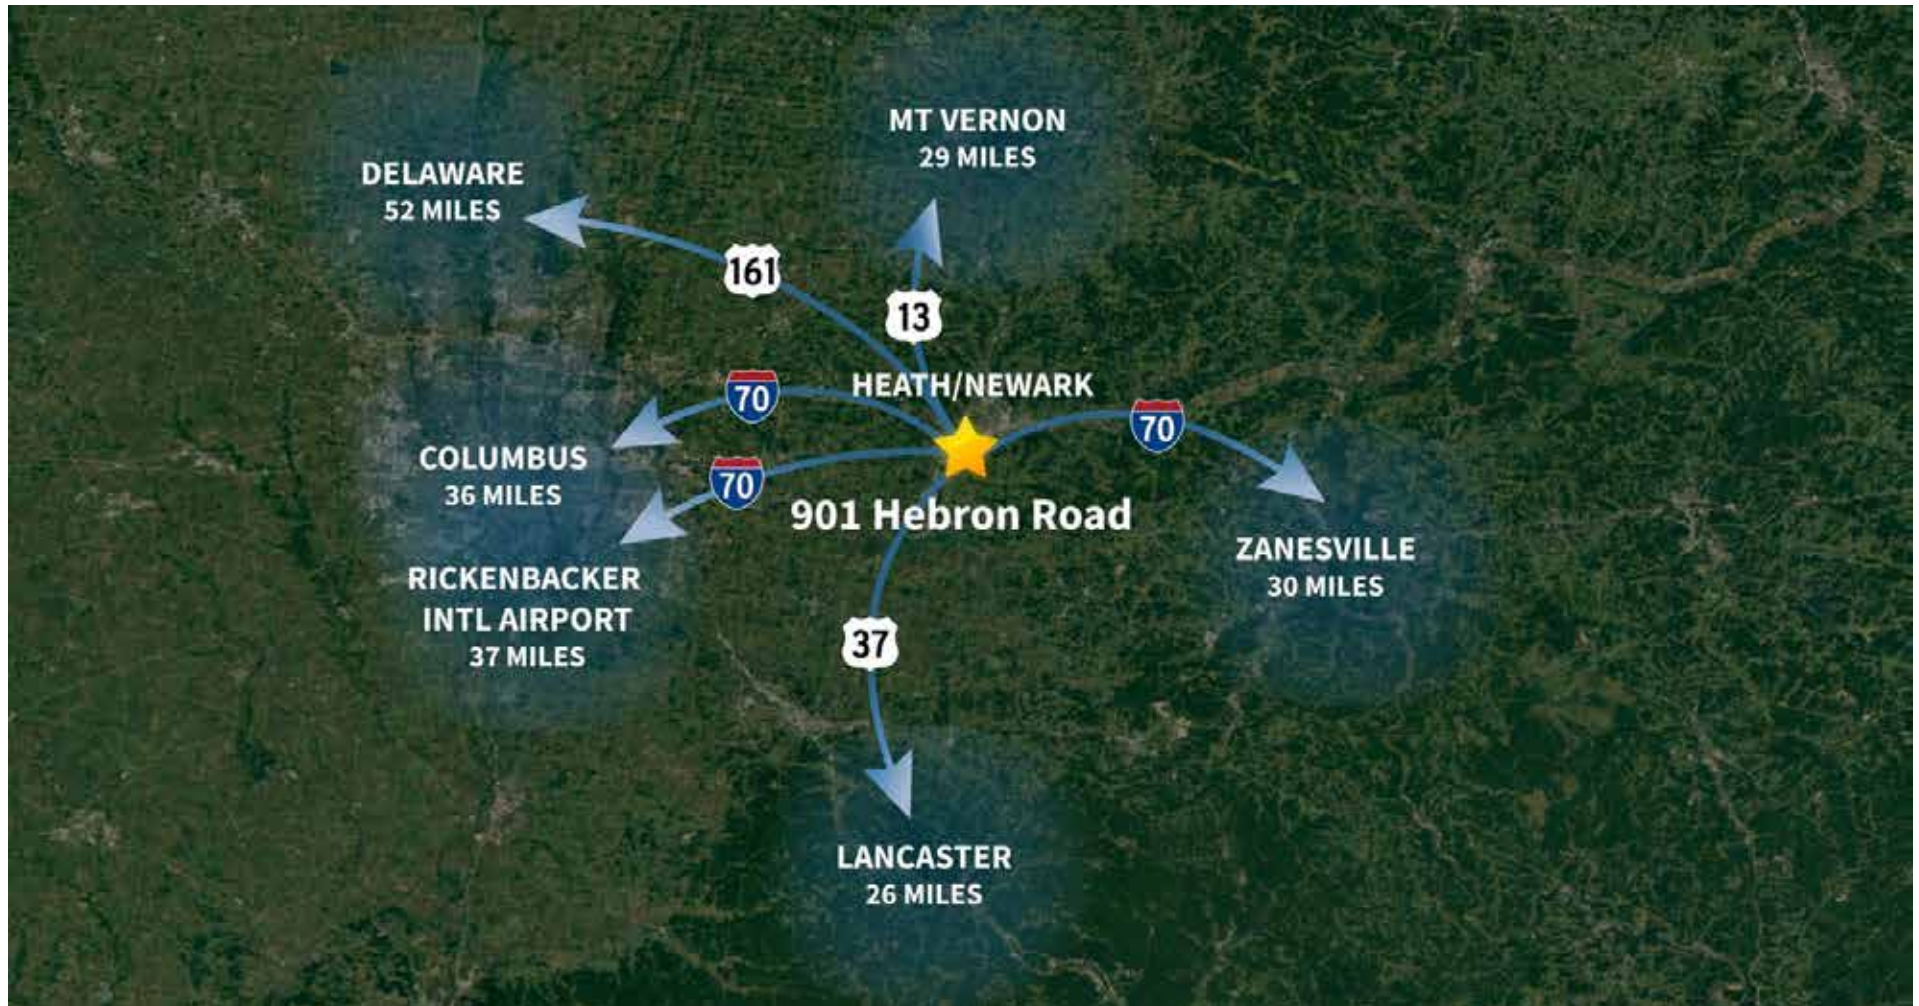 MT VERNON
29 MILES
DELAWARE
52 MILES
161
13
HEATH/NEWARK
70
70
COLUMBUS
36 MILES
70
901 Hebron Road
ZANESVILLE
30 MILES
RICKENBACKER
INTL AIRPORT
37 MILES
37
LANCASTER
26 MILES